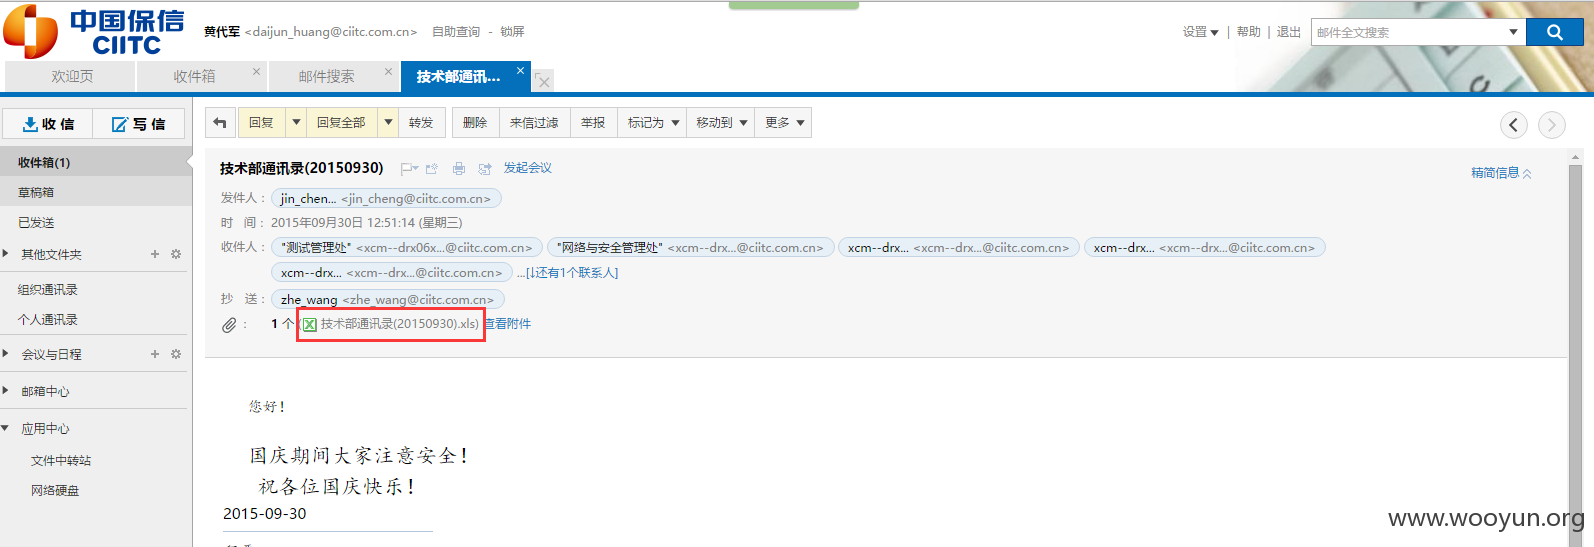 中国保信
CIITC
黄代军 <daijun_huang@ciitc.com.cn> 自助查询 - 锁屏
设置 | 帮助 | 退出 邮件全文搜索
欢迎页 收件箱 邮件搜索 技术部通讯...
收信 写信
回复 回复全部 转发 删除 来信过滤 举报 标记为 移动到 更多
收件箱(1)
草稿箱
已发送
其他文件夹
组织通讯录
个人通讯录
会议与日程
邮箱中心
应用中心
文件中转站
网络硬盘
技术部通讯录(20150930) 发起会议
精简信息
发件人： jin_chen... <jin_cheng@ciitc.com.cn>
时 间： 2015年09月30日 12:51:14 (星期三)
收件人： "测试管理处" <xcm--drx06x...@ciitc.com.cn> "网络与安全管理处" <xcm--drx...@ciitc.com.cn> xcm--drx... <xcm--drx...@ciitc.com.cn> xcm--drx... <xcm--drx...@ciitc.com.cn>
xcm--drx... <xcm--drx...@ciitc.com.cn> ...[↓还有1个联系人]
抄 送： zhe_wang <zhe_wang@ciitc.com.cn>
： 1 个 ( 技术部通讯录(20150930).xls) 查看附件
您好！
国庆期间大家注意安全！
祝各位国庆快乐！
2015-09-30
www.wooyun.org